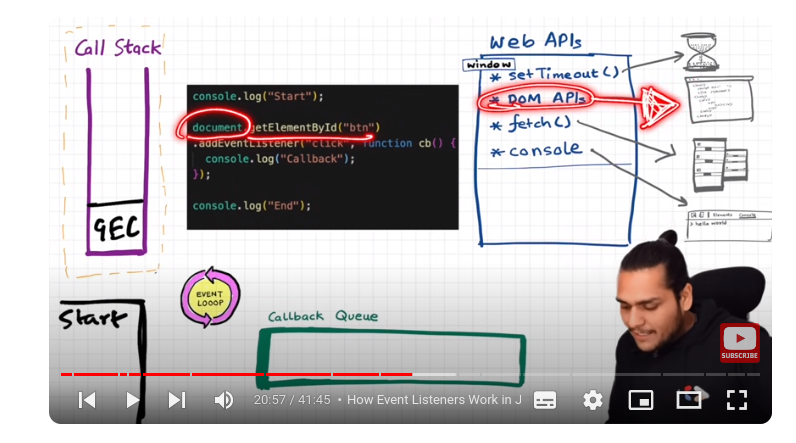 Call Stack
GEC
Start
console.log("Start");
document.getElementById("btn")
.addEventListener("click", function cb() {
console.log("Callback");
});
console.log("End");
Web APIs
window
* setTimeout()
* DOM APIs
* fetch()
* console
> hello world
EVENT
LOOOP
Callback Queue
SUBSCRIBE
20:57 / 41:45 • How Event Listeners Work in J